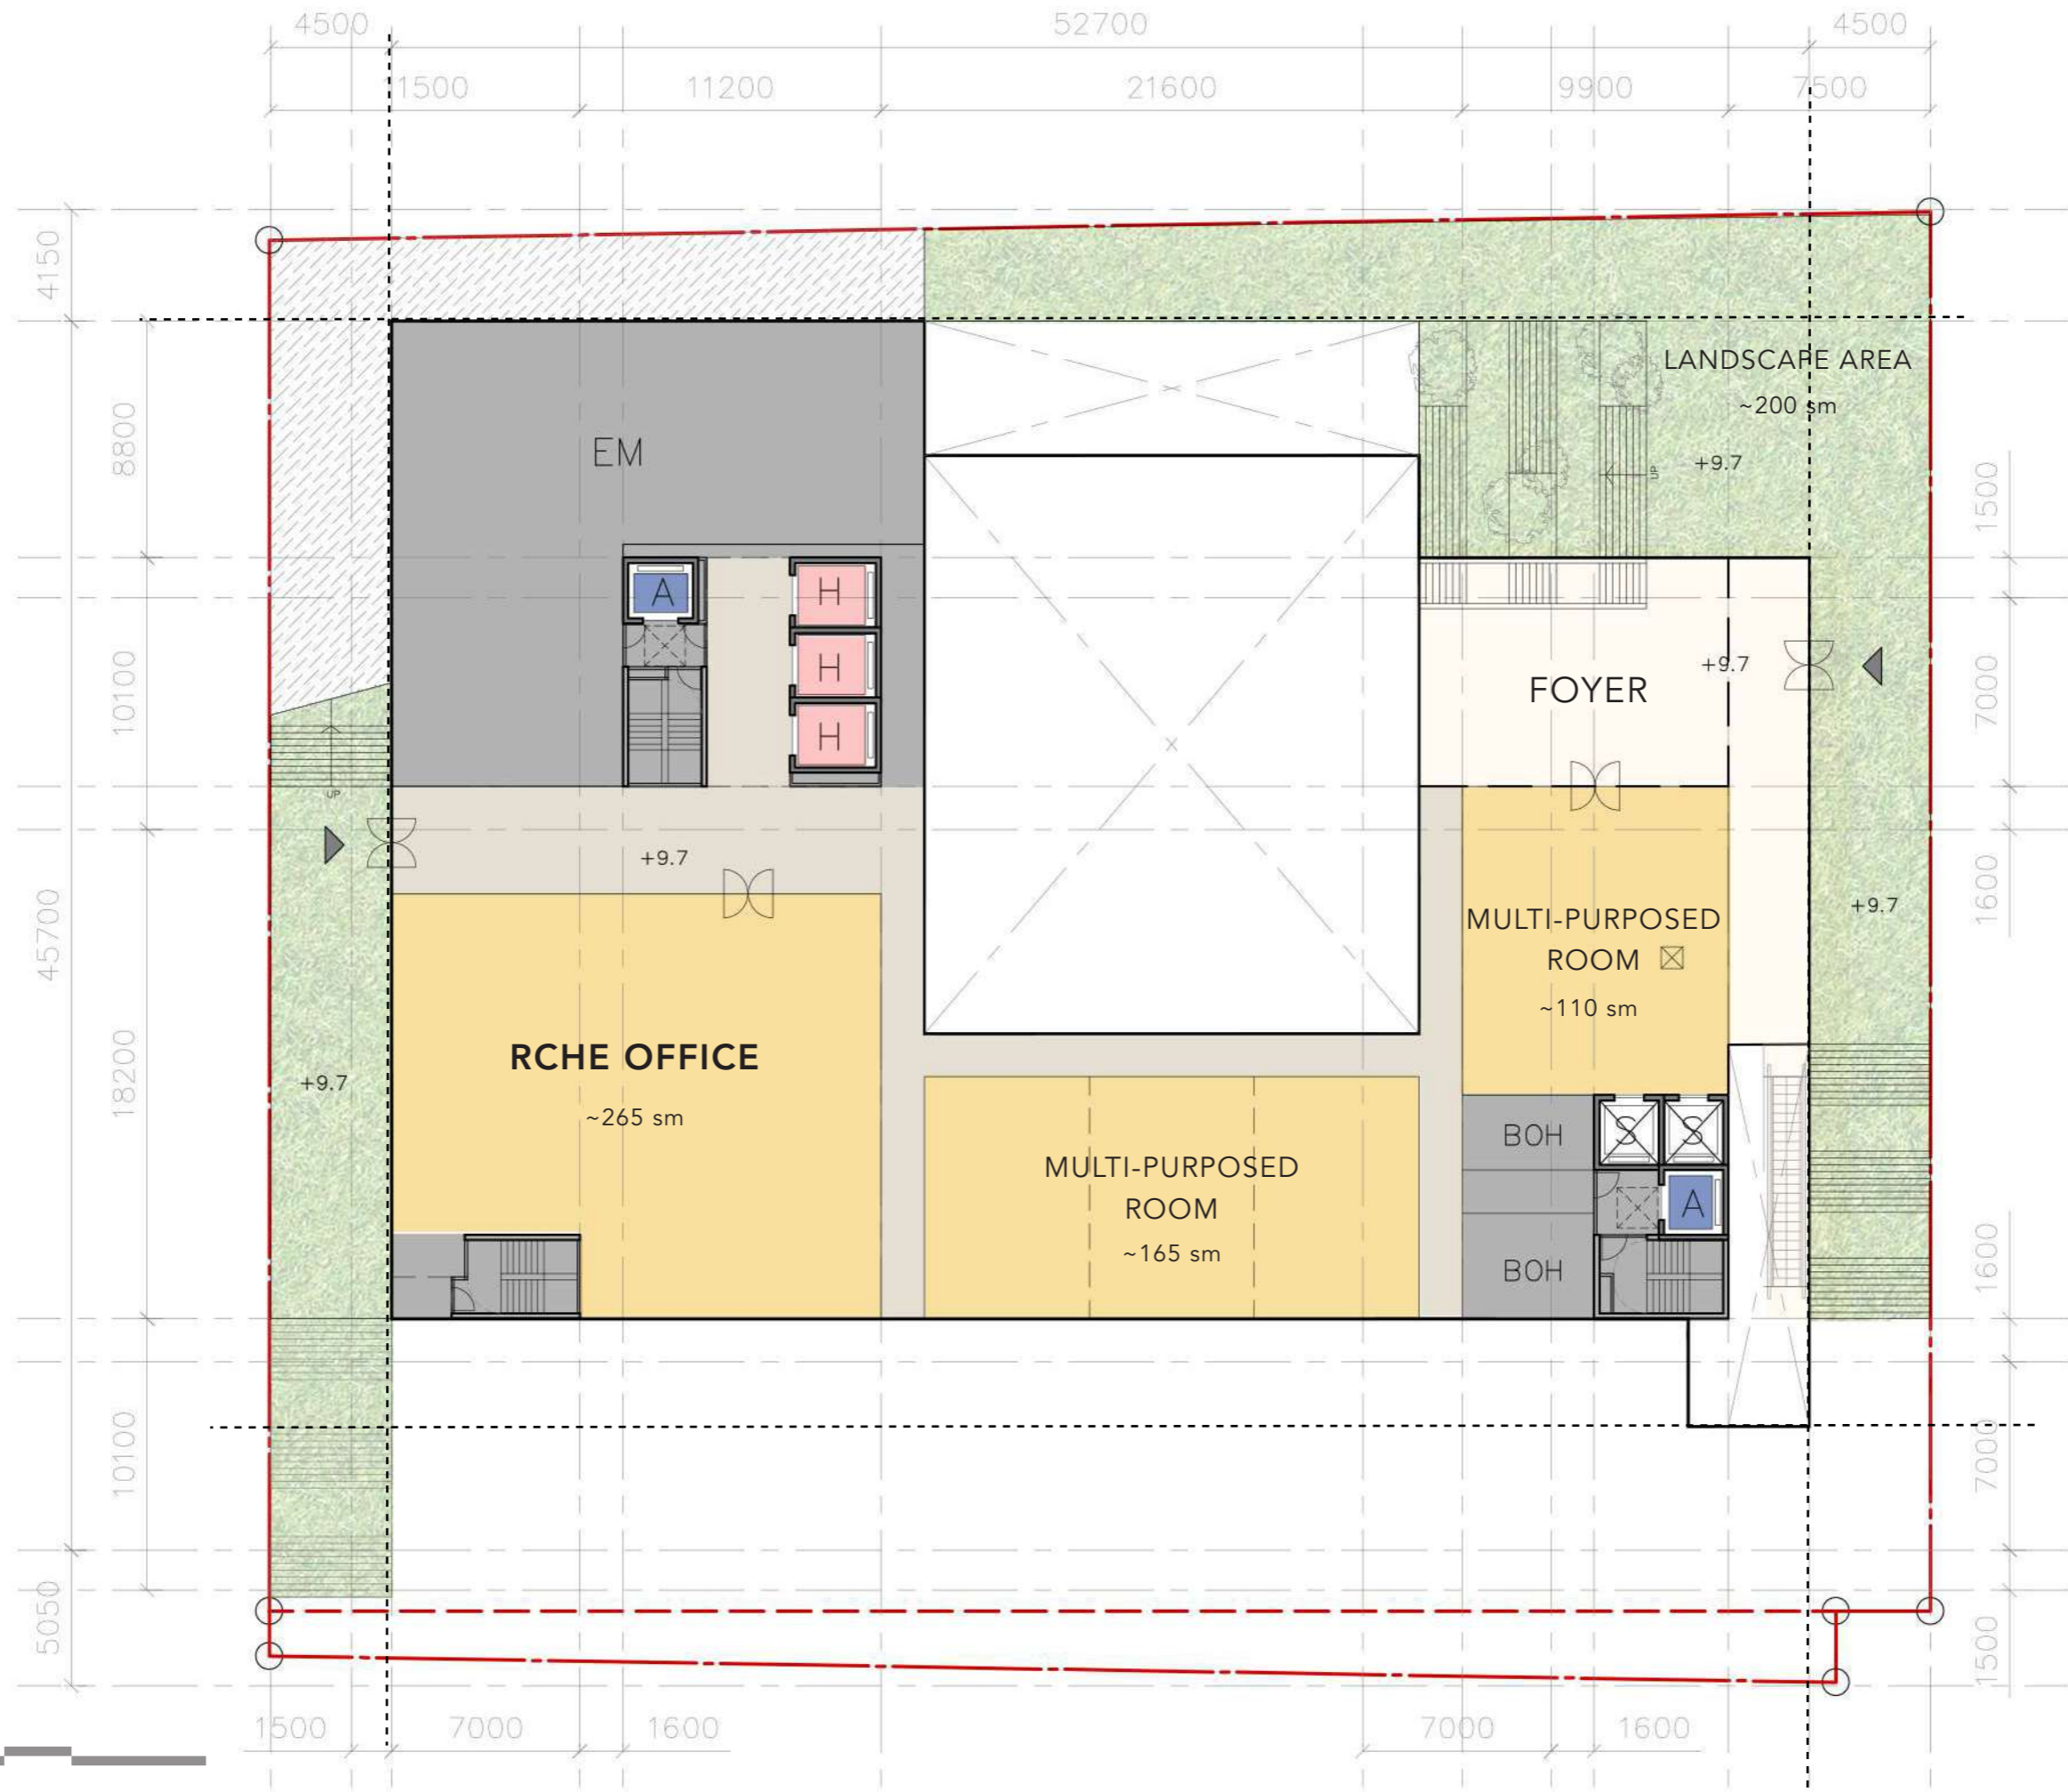 4500
52700
4500
11500
11200
21600
9900
7500
4150
8800
10100
45700
18200
10100
5050
LANDSCAPE AREA
~200 sm
+9.7
UP
EM
A
H
H
H
+9.7
FOYER
1500
7000
1600
UP
+9.7
+9.7
MULTI-PURPOSED
ROOM
~110 sm
RCHE OFFICE
~265 sm
+9.7
MULTI-PURPOSED
ROOM
~165 sm
BOH
S
S
A
BOH
1600
7000
1500
1500
7000
1600
7000
1600